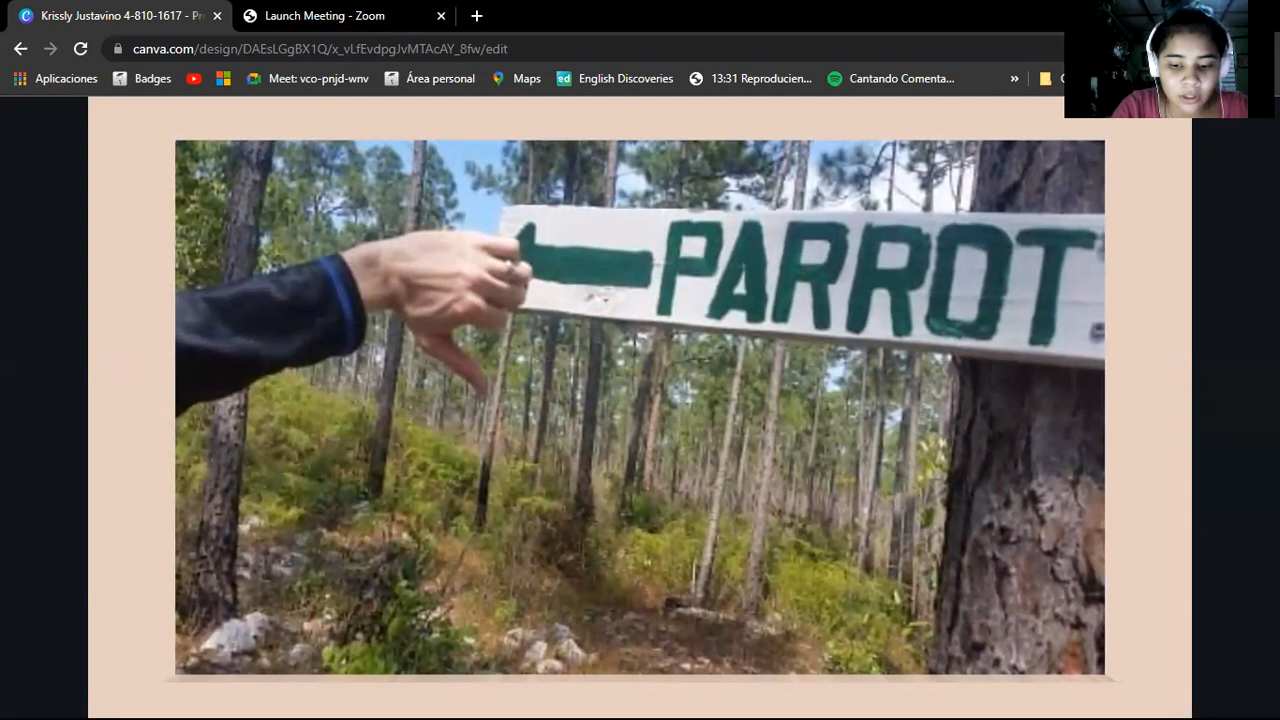 Krissly Justavino 4-810-1617 - Pr
Launch Meeting - Zoom
canva.com/design/DAEsLGgBX1Q/x_vLfEvdpgJvMTAcAY_8fw/edit
Aplicaciones Badges Meet: vco-pnjd-wnv Área personal Maps English Discoveries 13:31 Reproducien... Cantando Comenta... »
PARROT